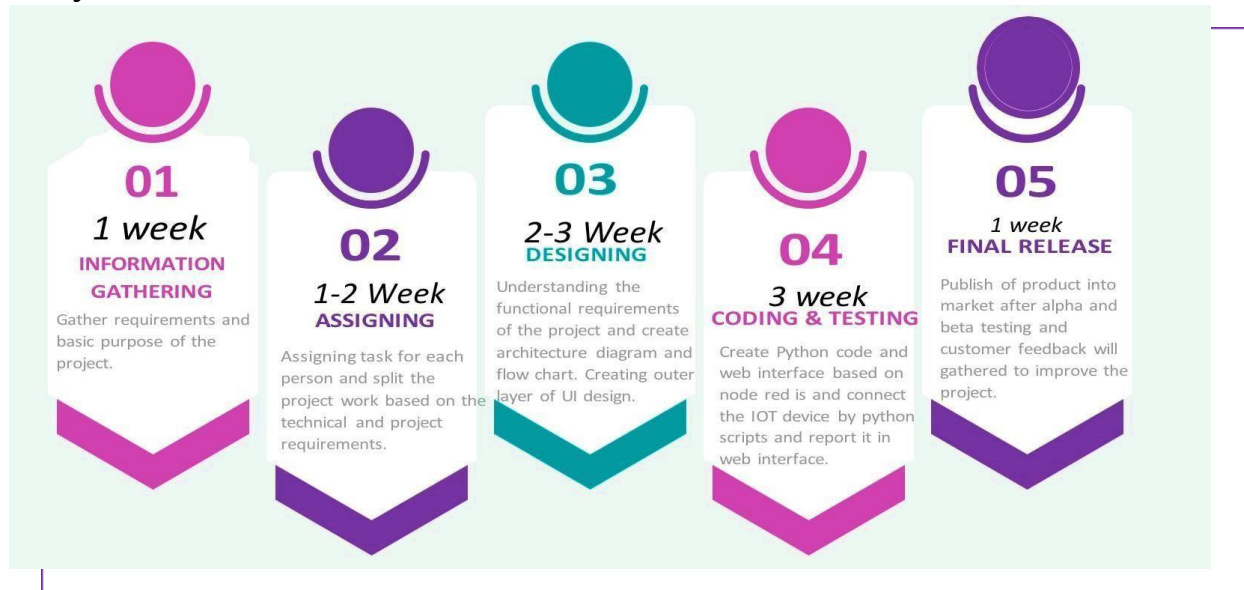 01
1 week
INFORMATION
GATHERING
Gather requirements and
basic purpose of the
project.
02
1-2 Week
ASSIGNING
Assigning task for each
person and split the
project work based on the
technical and project
requirements.
03
2-3 Week
DESIGNING
Understanding the
functional requirements
of the project and create
architecture diagram and
flow chart. Creating outer
layer of UI design.
04
3 week
CODING & TESTING
Create Python code and
web interface based on
node red is and connect
the IOT device by python
scripts and report it in
web interface.
05
1 week
FINAL RELEASE
Publish of product into
market after alpha and
beta testing and
customer feedback will
gathered to improve the
project.